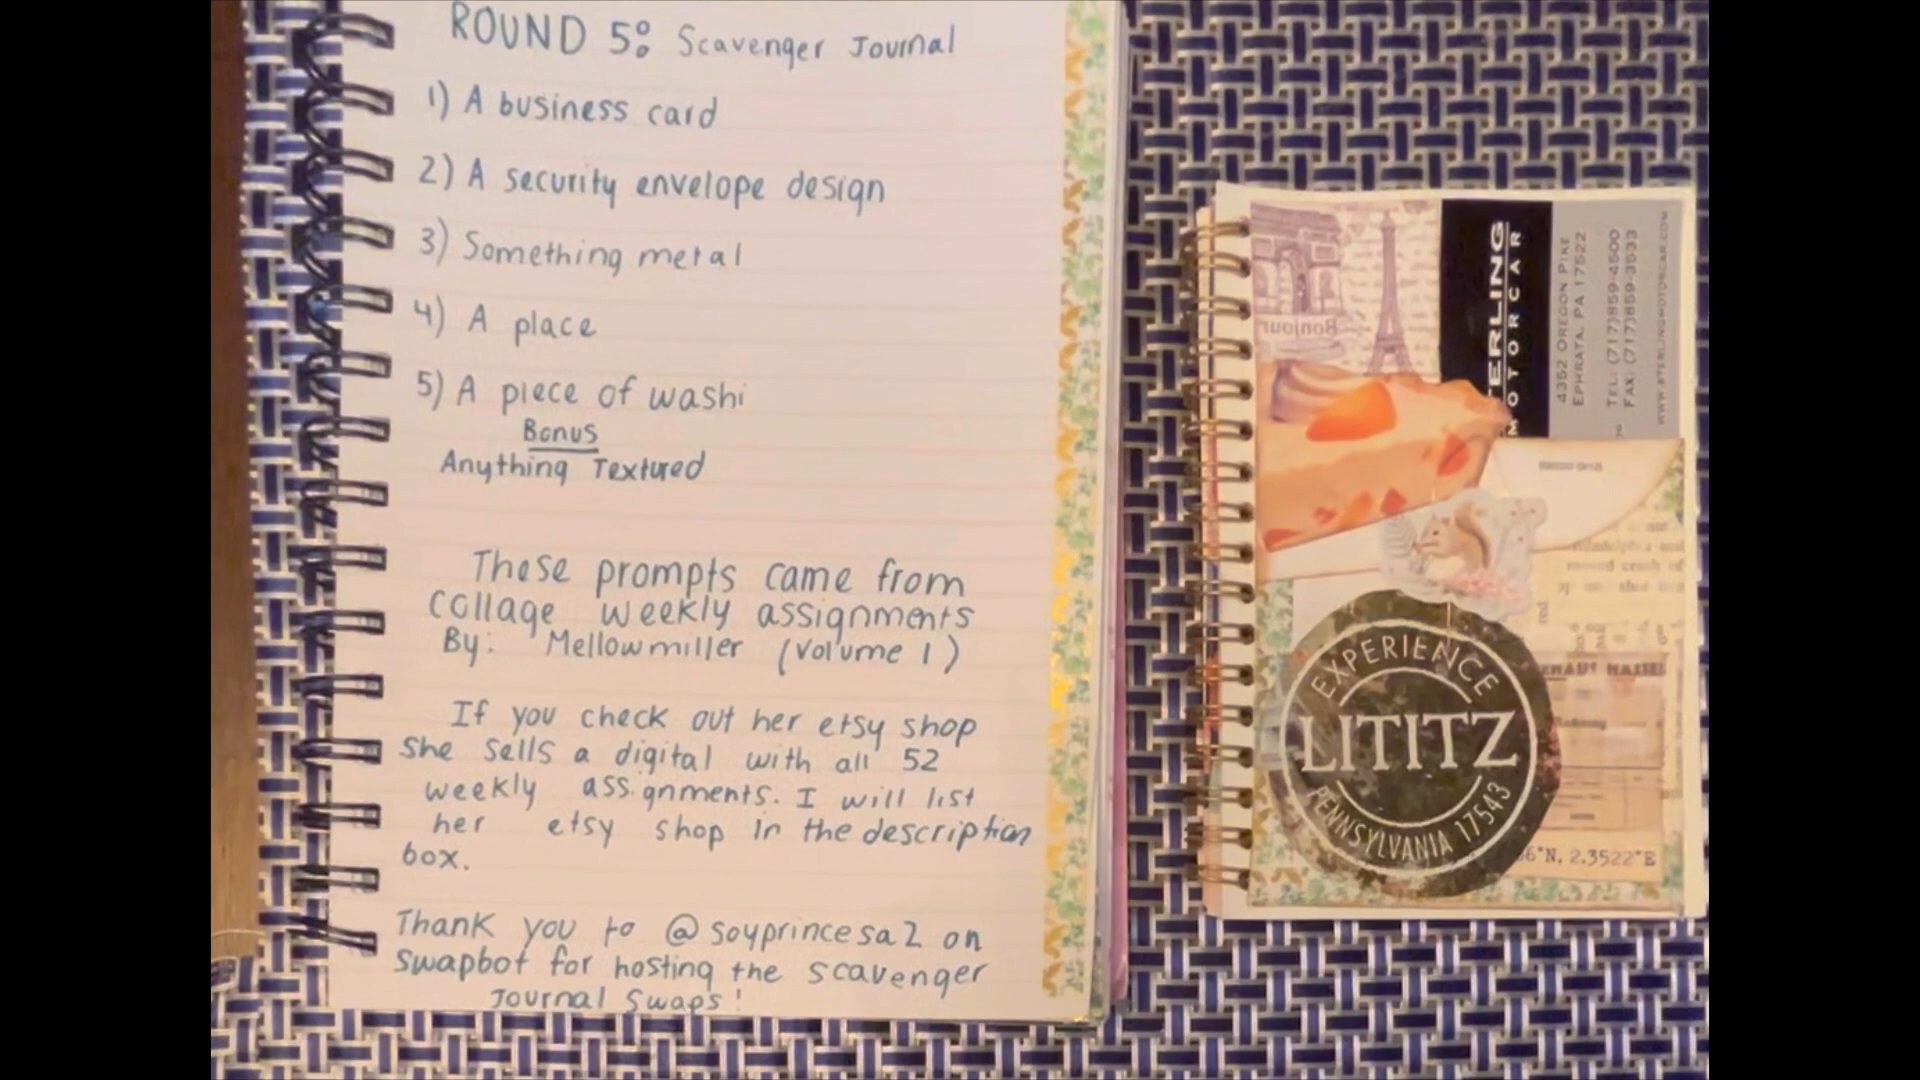 ROUND 5: Scavenger Journal
1) A business card
2) A security envelope design
3) Something metal
4) A place
5) A piece of washi
Bonus
Anything Textured
These prompts came from
collage weekly assignments
By: Mellowmiller (Volume 1)
If you check out her etsy shop
she sells a digital with all 52
weekly assignments. I will list
her etsy shop in the description
box.
Thank you to @soyprincesa2 on
swapbot for hosting the scavenger
Journal Swaps!
Bonjour
TERLING
MOTORCAR
4352 OREGON PIKE
EPHRATA, PA 17522
TEL: (717)859-4500
FAX: (717)859-3533
WWW.STERLINGMOTORCAR.COM
EXPERIENCE
LITITZ
PENNSYLVANIA 17543
6°N, 2.3522°E